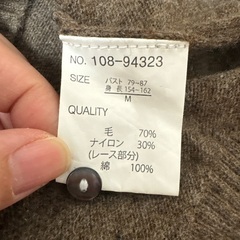 NO. 108-94323
SIZE
バスト 79~87
身 長 154~162
M
QUALITY
毛 70%
ナイロン 30%
(レース部分)
綿 100%